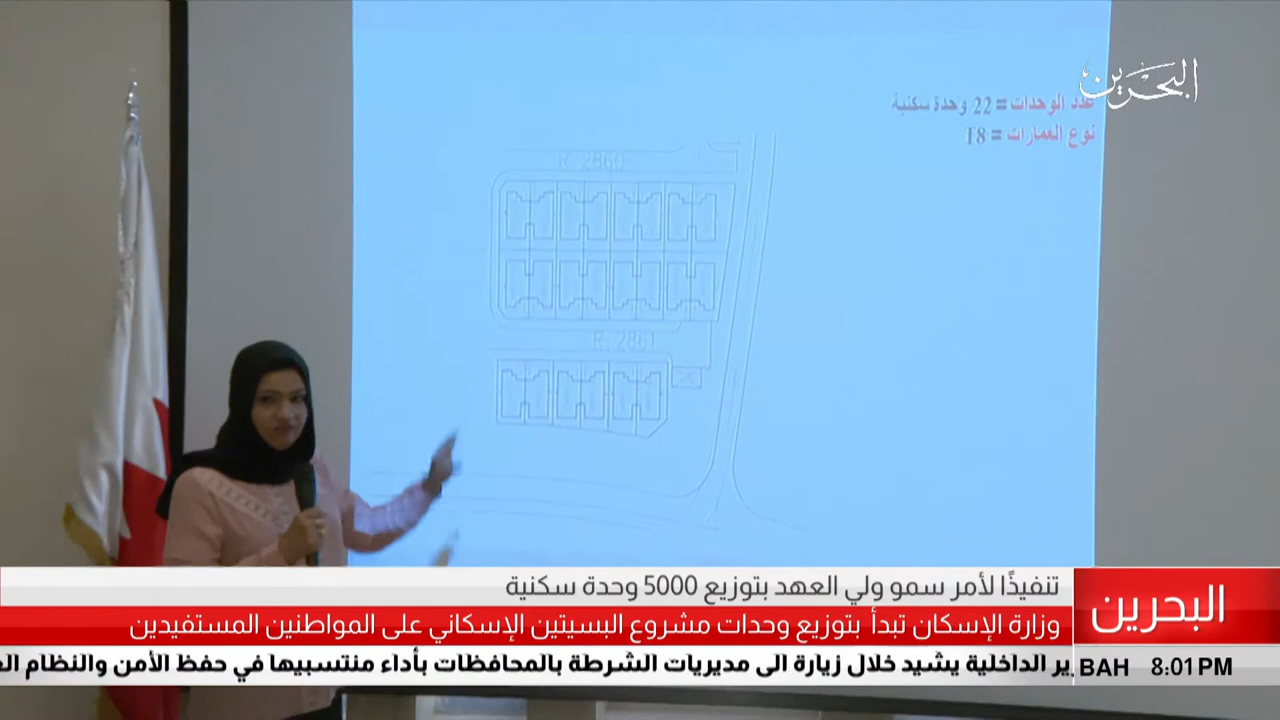 البحرين
عدد الوحدات = 22 وحدة سكنية
نوع العمارات = T8
R. 2860
R. 2861
تنفيذًا لأمر سمو ولي العهد بتوزيع 5000 وحدة سكنية
البحرين
وزارة الإسكان تبدأ بتوزيع وحدات مشروع البسيتين الإسكاني على المواطنين المستفيدين
ير الداخلية يشيد خلال زيارة الى مديريات الشرطة بالمحافظات بأداء منتسبيها في حفظ الأمن والنظام
BAH 8:01 PM